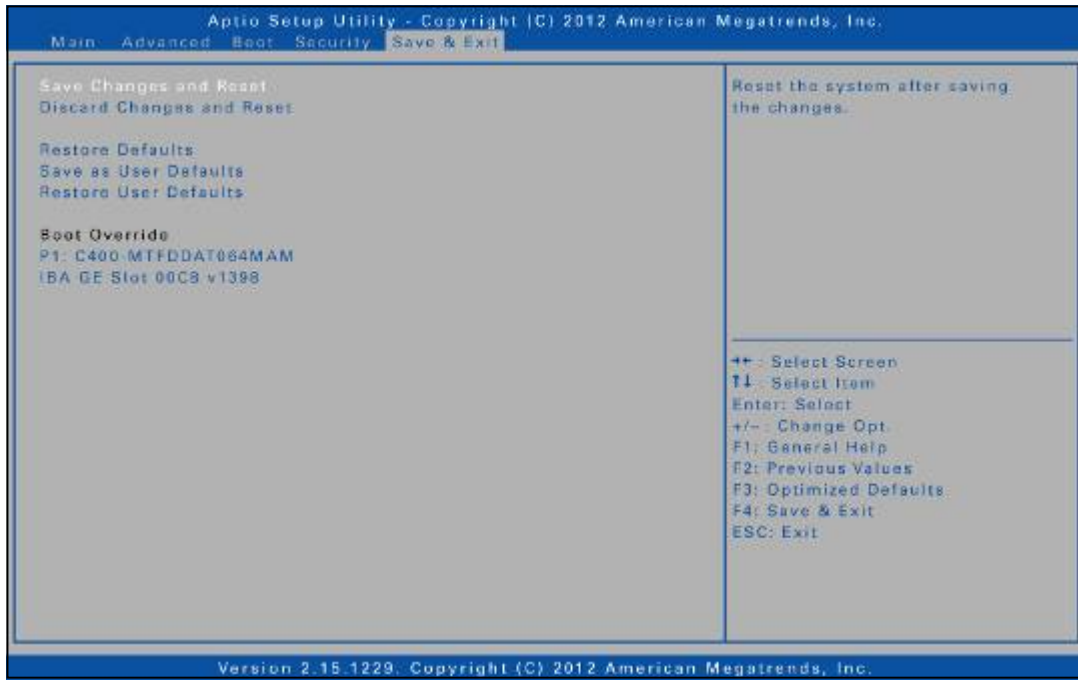 Aptio Setup Utility - Copyright (C) 2012 American Megatrends, Inc.
Main Advanced Boot Security Save & Exit
Save Changes and Reset
Discard Changes and Reset
Restore Defaults
Save as User Defaults
Restore User Defaults
Boot Override
P1: C400-MTFDDAT064MAM
IBA GE Slot 00C8 v1398
Reset the system after saving
the changes.
→←: Select Screen
↑↓: Select Item
Enter: Select
+/-: Change Opt.
F1: General Help
F2: Previous Values
F3: Optimized Defaults
F4: Save & Exit
ESC: Exit
Version 2.15.1229. Copyright (C) 2012 American Megatrends, Inc.